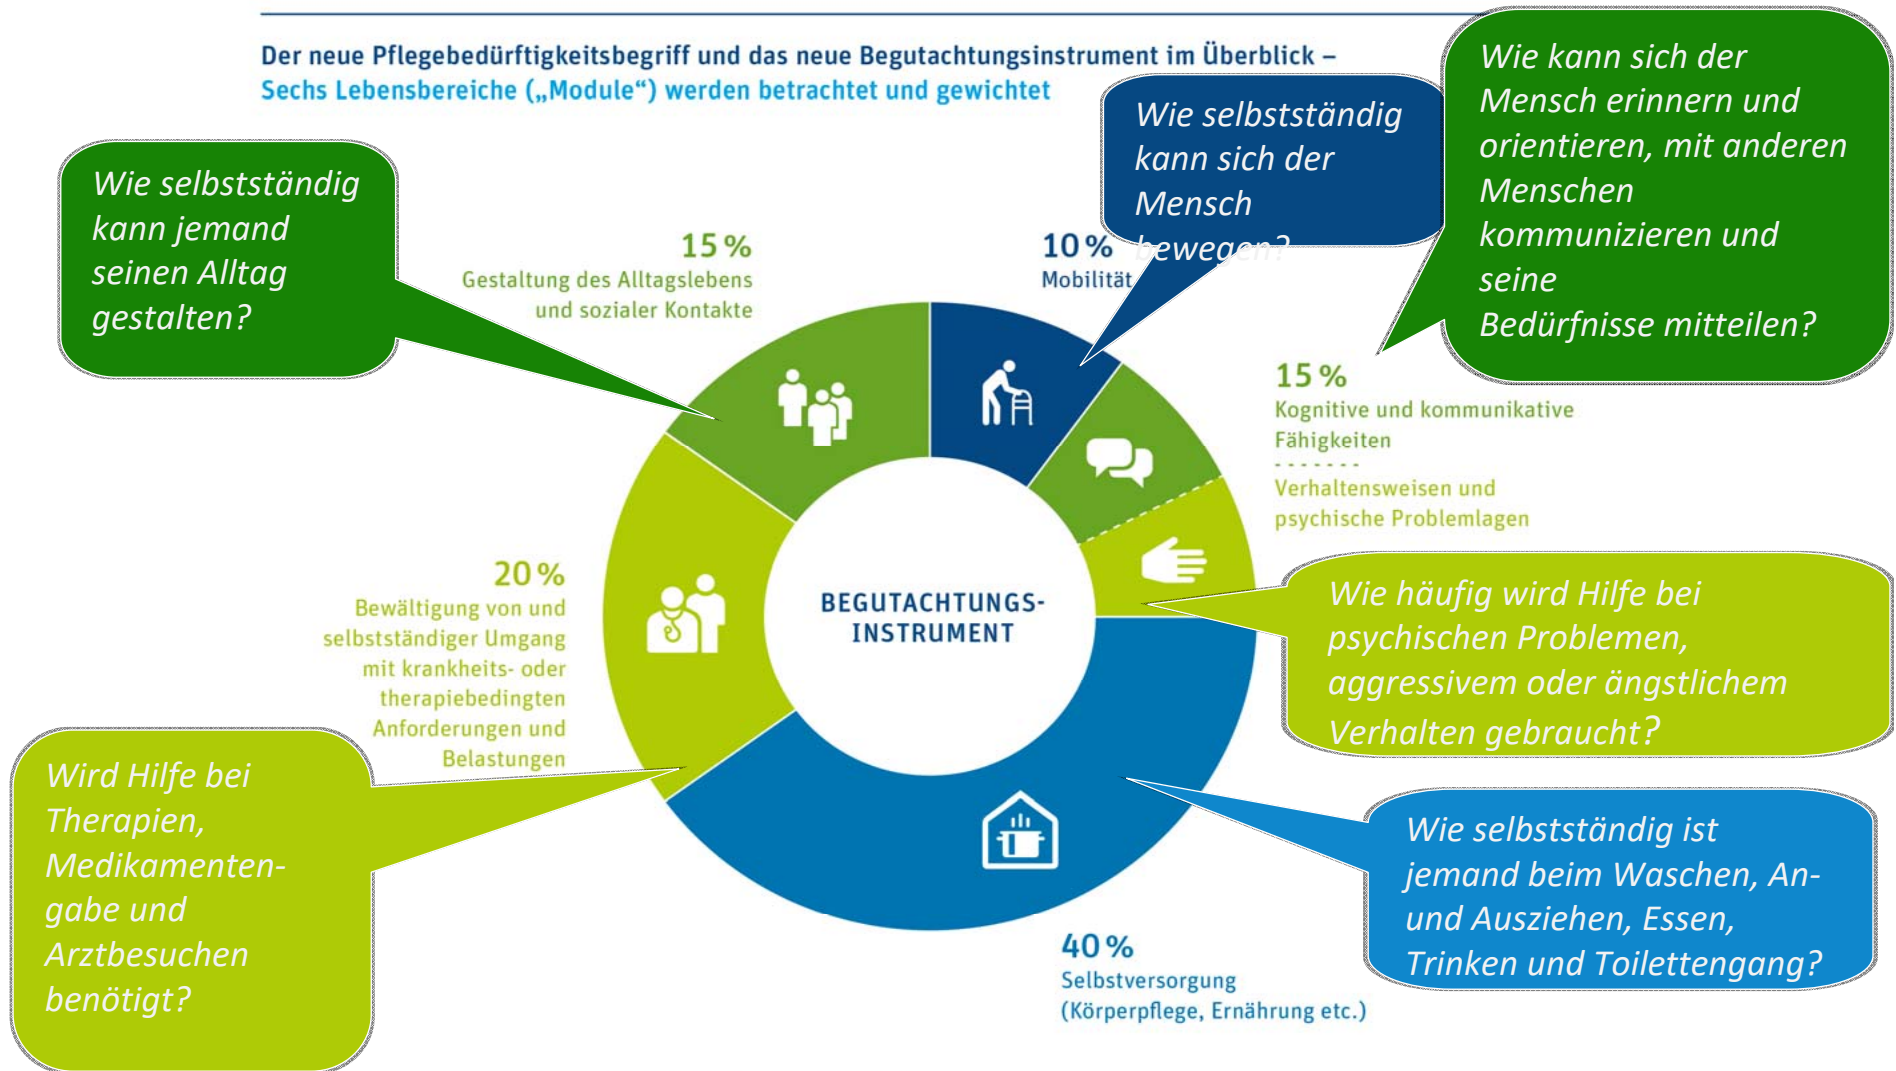 Der neue Pflegebedürftigkeitsbegriff und das neue Begutachtungsinstrument im Überblick –
Sechs Lebensbereiche („Module“) werden betrachtet und gewichtet
Wie selbstständig
kann jemand
seinen Alltag
gestalten?
15 %
Gestaltung des Alltagslebens
und sozialer Kontakte
Wie selbstständig
kann sich der
Mensch
bewegen?
10 %
Mobilität
Wie kann sich der
Mensch erinnern und
orientieren, mit anderen
Menschen
kommunizieren und
seine
Bedürfnisse mitteilen?
15 %
Kognitive und kommunikative
Fähigkeiten
-------
Verhaltensweisen und
psychische Problemlagen
Wie häufig wird Hilfe bei
psychischen Problemen,
aggressivem oder ängstlichem
Verhalten gebraucht?
BEGUTACHTUNGS-
INSTRUMENT
20 %
Bewältigung von und
selbstständiger Umgang
mit krankheits- oder
therapiebedingten
Anforderungen und
Belastungen
Wird Hilfe bei
Therapien,
Medikamenten-
gabe und
Arztbesuchen
benötigt?
Wie selbstständig ist
jemand beim Waschen, An-
und Ausziehen, Essen,
Trinken und Toilettengang?
40 %
Selbstversorgung
(Körperpflege, Ernährung etc.)